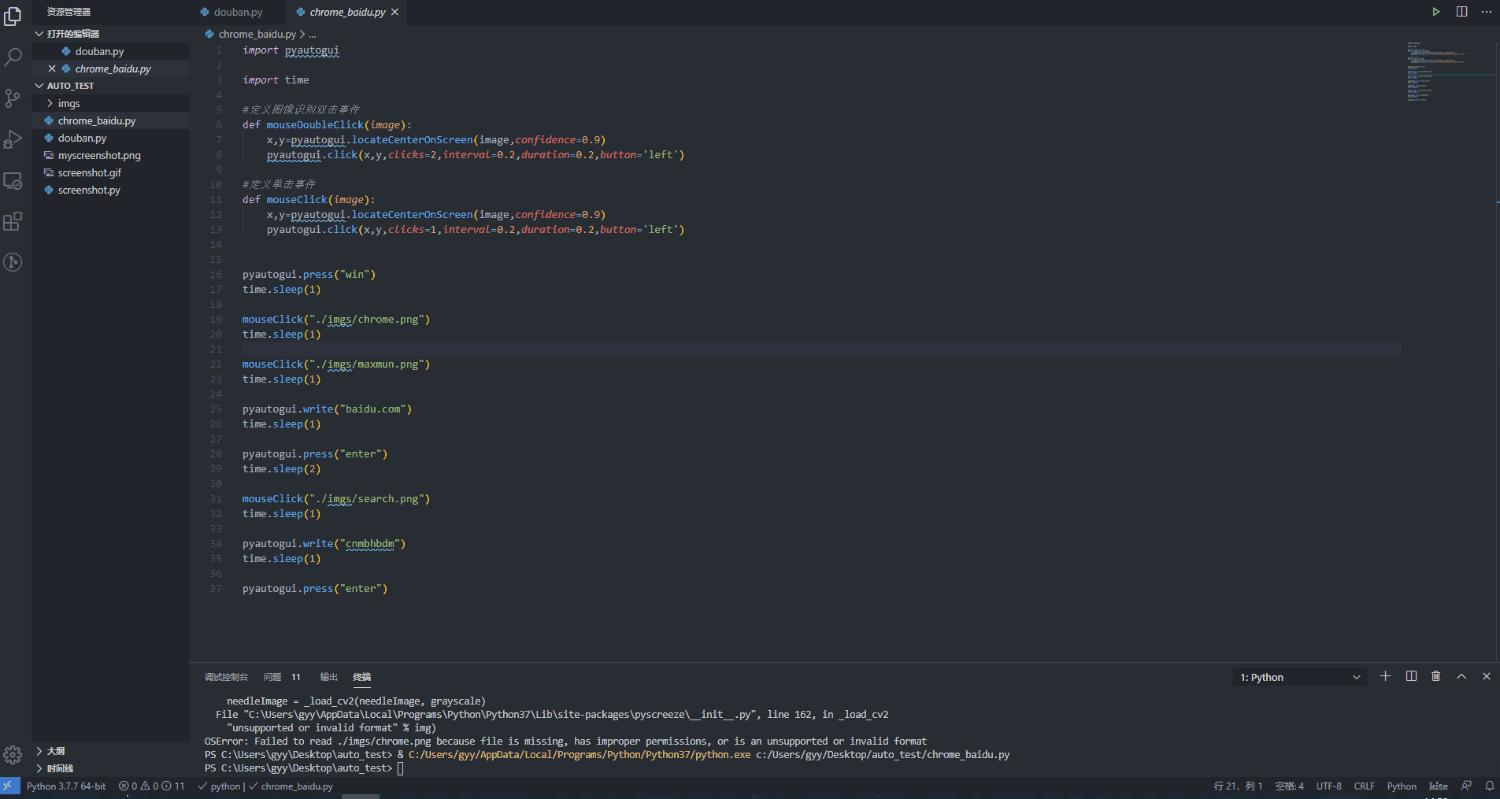 资源管理器
打开的编辑器
douban.py
chrome_baidu.py
AUTO_TEST
imgs
chrome_baidu.py
douban.py
myscreenshot.png
screenshot.gif
screenshot.py
大纲
时间线
douban.py
chrome_baidu.py
chrome_baidu.py > ...
1 import pyautogui
2
3 import time
4
5 #定义图像识别双击事件
6 def mouseDoubleClick(image):
7 x,y=pyautogui.locateCenterOnScreen(image,confidence=0.9)
8 pyautogui.click(x,y,clicks=2,interval=0.2,duration=0.2,button='left')
9
10 #定义单击事件
11 def mouseClick(image):
12 x,y=pyautogui.locateCenterOnScreen(image,confidence=0.9)
13 pyautogui.click(x,y,clicks=1,interval=0.2,duration=0.2,button='left')
14
15
16 pyautogui.press("win")
17 time.sleep(1)
18
19 mouseClick("./imgs/chrome.png")
20 time.sleep(1)
21
22 mouseClick("./imgs/maxmun.png")
23 time.sleep(1)
24
25 pyautogui.write("baidu.com")
26 time.sleep(1)
27
28 pyautogui.press("enter")
29 time.sleep(2)
30
31 mouseClick("./imgs/search.png")
32 time.sleep(1)
33
34 pyautogui.write("cnmbhbdm")
35 time.sleep(1)
36
37 pyautogui.press("enter")
调试控制台 问题 11 输出 终端
1: Python
needleImage = _load_cv2(needleImage, grayscale)
File "C:\Users\gyy\AppData\Local\Programs\Python\Python37\Lib\site-packages\pyscreeze\__init__.py", line 162, in _load_cv2
"unsupported or invalid format" % img)
OSError: Failed to read ./imgs/chrome.png because file is missing, has improper permissions, or is an unsupported or invalid format
PS C:\Users\gyy\Desktop\auto_test> & C:/Users/gyy/AppData/Local/Programs/Python/Python37/python.exe c:/Users/gyy/Desktop/auto_test/chrome_baidu.py
PS C:\Users\gyy\Desktop\auto_test>
Python 3.7.7 64-bit 0 0 11 python chrome_baidu.py 行 21, 列 1 空格: 4 UTF-8 CRLF Python kite